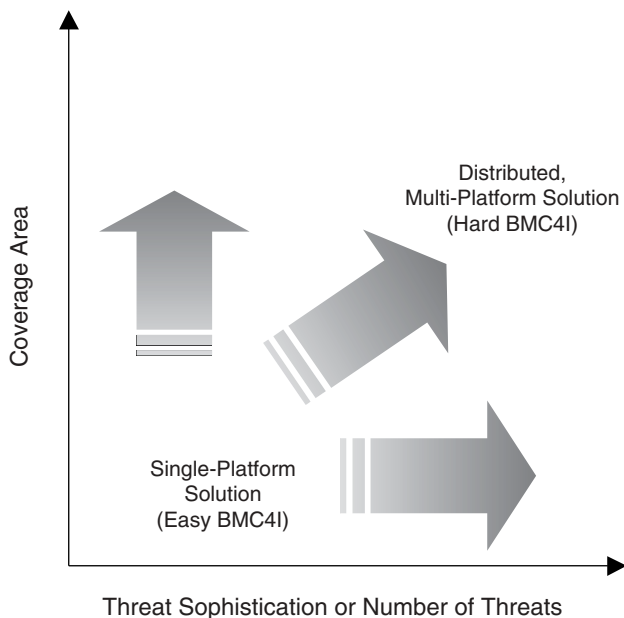 Distributed,
Multi-Platform Solution
(Hard BMC4I)
Coverage Area
Single-Platform
Solution
(Easy BMC4I)
Threat Sophistication or Number of Threats